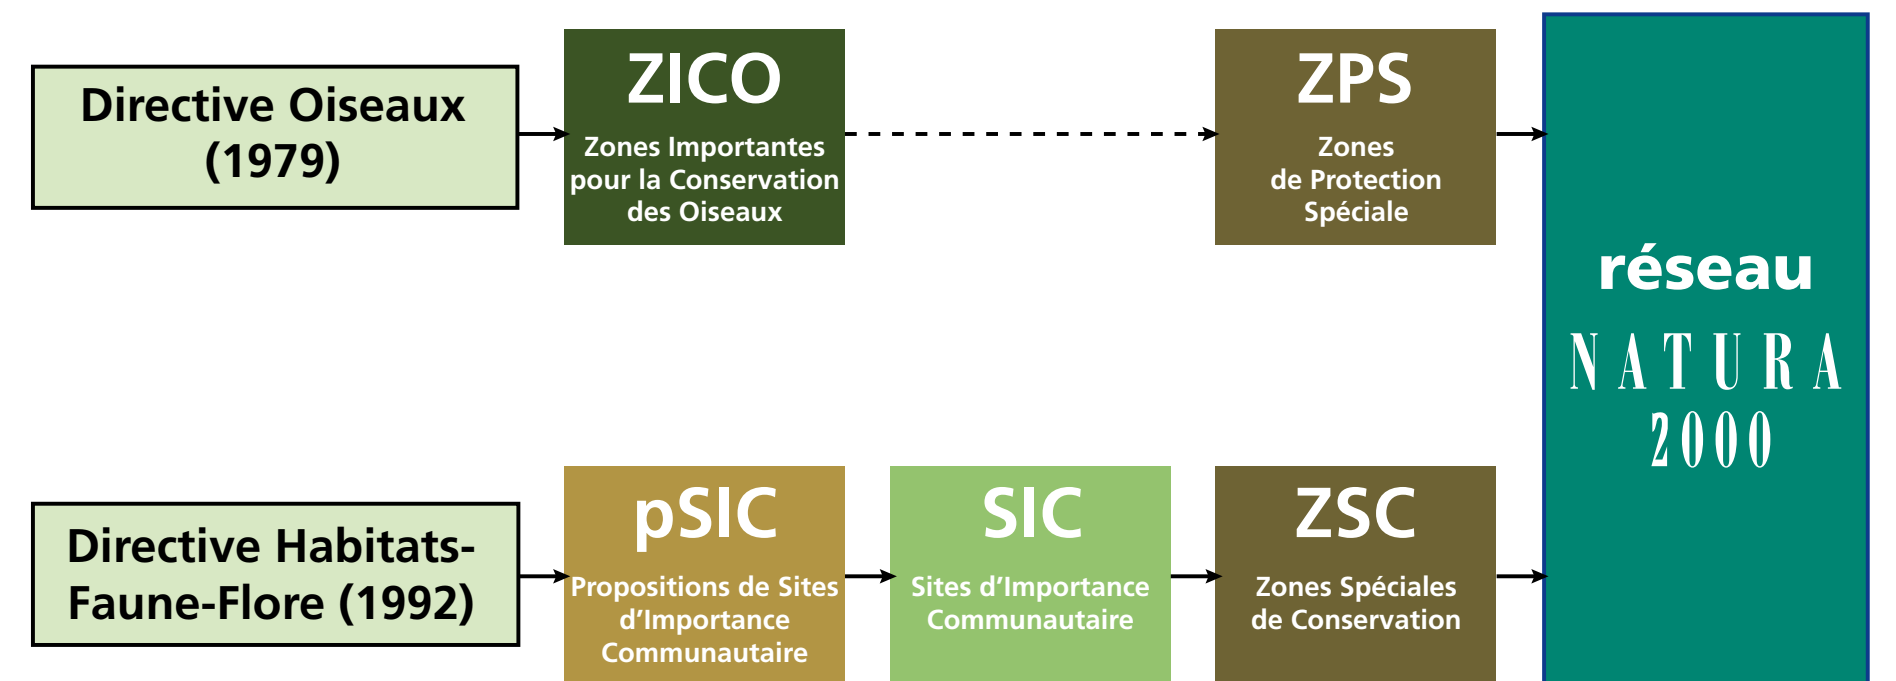 Directive Oiseaux
(1979)
ZICO
Zones Importantes
pour la Conservation
des Oiseaux
ZPS
Zones
de Protection
Spéciale
réseau
NATURA
2000
Directive Habitats-
Faune-Flore (1992)
pSIC
Propositions de Sites
d’Importance
Communautaire
SIC
Sites d’Importance
Communautaire
ZSC
Zones Spéciales
de Conservation